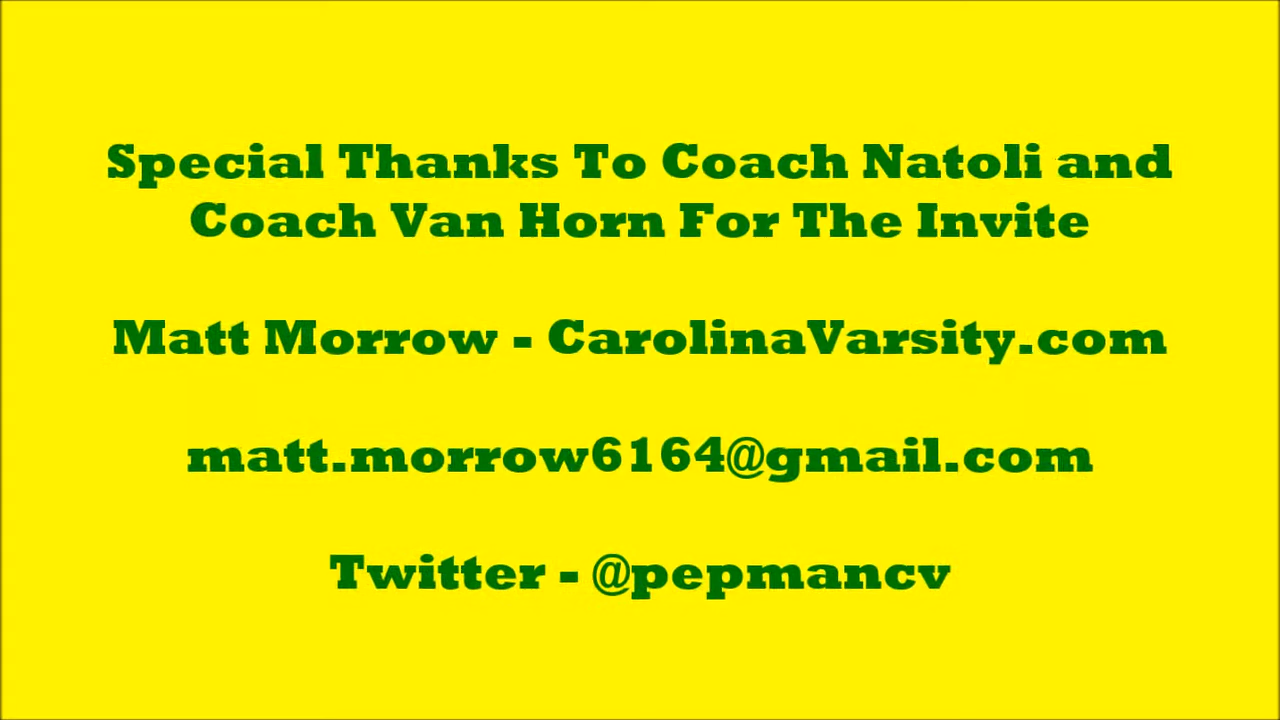 Special Thanks To Coach Natoli and
Coach Van Horn For The Invite
Matt Morrow - CarolinaVarsity.com
matt.morrow6164@gmail.com
Twitter - @pepmancv